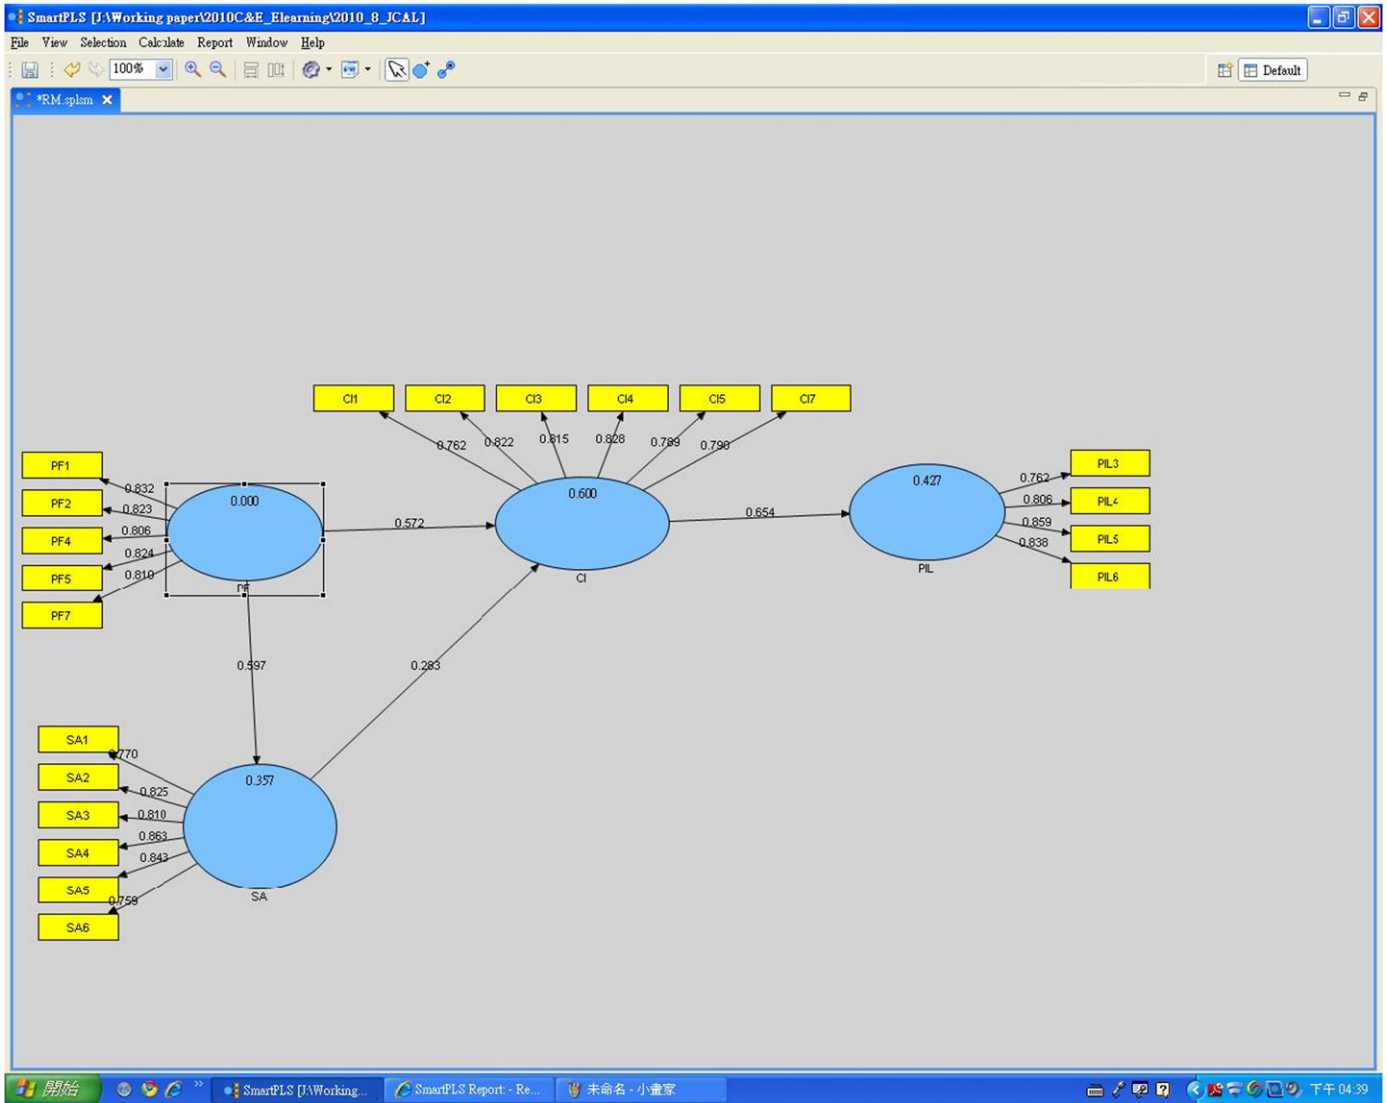 SmartPLS [J:\Working paper\2010C&E_Elearning\2010_8_JCAL]
File View Selection Calculate Report Window Help
100%
Default
*RM.splsm
CI1 CI2 CI3 CI4 CI5 CI7
0.762 0.822 0.815 0.828 0.789 0.790
PF1
PF2
PF4
PF5
PF7
0.832
0.823
0.806
0.824
0.810
0.000
PF
0.572
0.600
CI
0.654
0.427
PIL
0.762
0.806
0.859
0.838
PIL3
PIL4
PIL5
PIL6
0.597
0.283
SA1
SA2
SA3
SA4
SA5
SA6
0.770
0.825
0.810
0.863
0.843
0.759
0.357
SA
開始
SmartPLS [J:\Working...
SmartPLS Report: - Re...
未命名 - 小畫家
下午 04:39